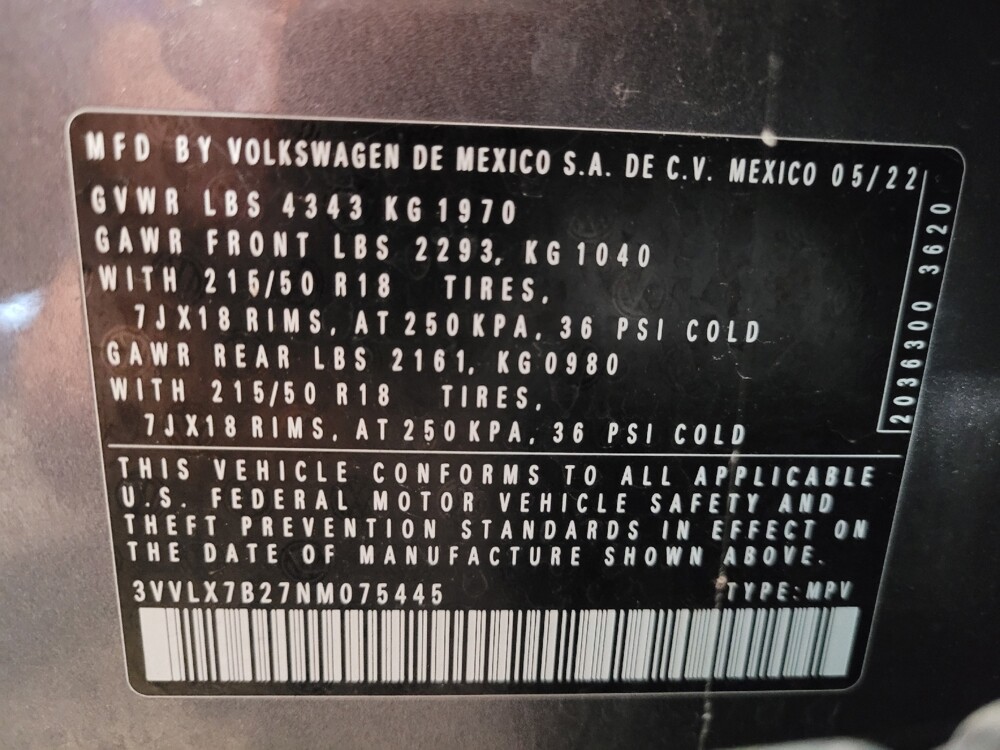 MFD BY VOLKSWAGEN DE MEXICO S.A. DE C.V. MEXICO 05/22
GVWR LBS 4343 KG 1970
GAWR FRONT LBS 2293, KG 1040
WITH 215/50 R18 TIRES,
7JX18 RIMS, AT 250 KPA, 36 PSI COLD
GAWR REAR LBS 2161, KG 0980
WITH 215/50 R18 TIRES,
7JX18 RIMS, AT 250 KPA, 36 PSI COLD
2036300 3620
THIS VEHICLE CONFORMS TO ALL APPLICABLE
U.S. FEDERAL MOTOR VEHICLE SAFETY AND
THEFT PREVENTION STANDARDS IN EFFECT ON
THE DATE OF MANUFACTURE SHOWN ABOVE.
3VVLX7B27NM075445 TYPE: MPV